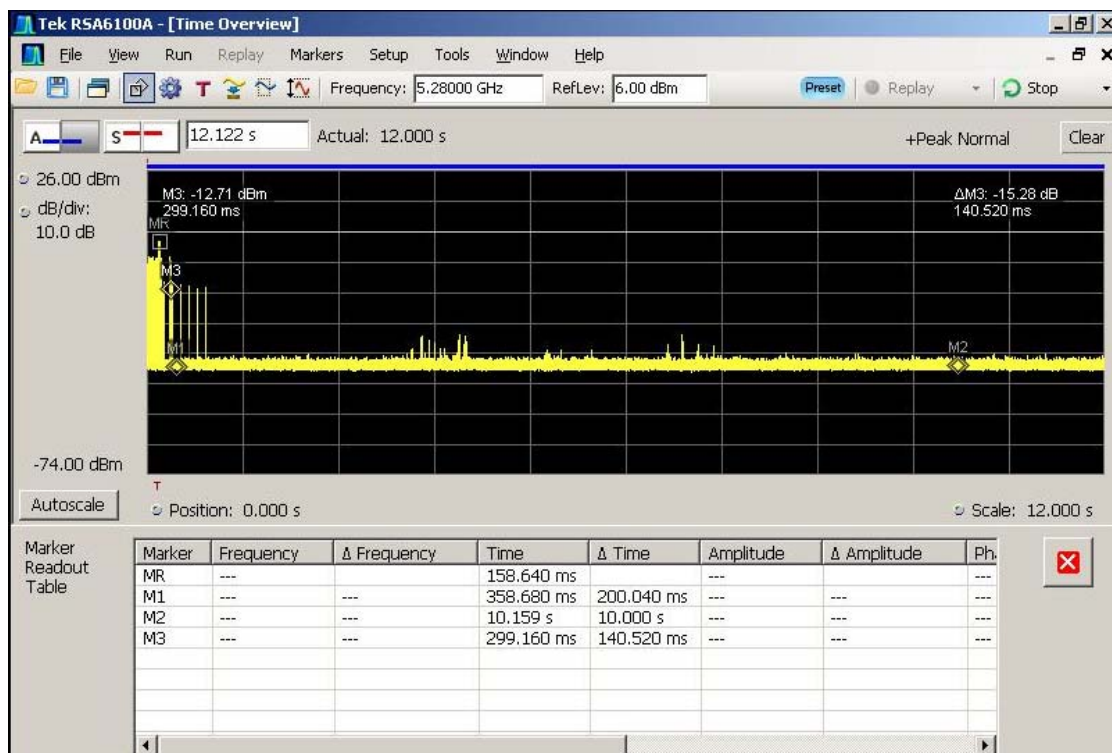 Tek RSA6100A - [Time Overview]
File View Run Replay Markers Setup Tools Window Help
T Frequency: 5.28000 GHz RefLev: 6.00 dBm Preset Replay Stop
A S 12.122 s Actual: 12.000 s +Peak Normal Clear
26.00 dBm
dB/div:
10.0 dB
M3: -12.71 dBm
299.160 ms
ΔM3: -15.28 dB
140.520 ms
MR
M3
M1
M2
-74.00 dBm
T
Autoscale Position: 0.000 s Scale: 12.000 s
Marker
Readout
Table
Marker Frequency Δ Frequency Time Δ Time Amplitude Δ Amplitude Ph
MR --- 158.640 ms --- ---
M1 --- --- 358.680 ms 200.040 ms --- --- ---
M2 --- --- 10.159 s 10.000 s --- --- ---
M3 --- --- 299.160 ms 140.520 ms --- --- ---